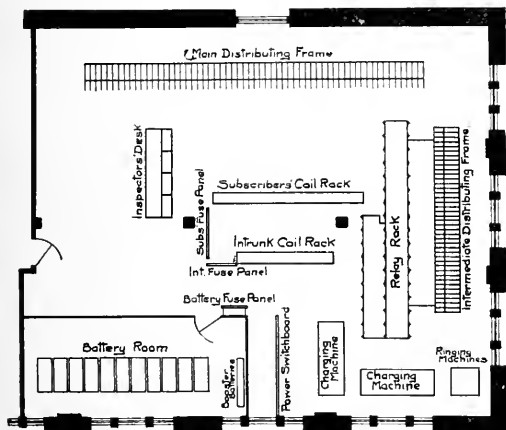 Main Distributing Frame
Inspectors' Desk
Subs' Fuse Panel
Subscribers' Coil Rack
Intrunk Coil Rack
Int. Fuse Panel
Relay Rack
Intermediate Distributing Frame
Battery Fuse Panel
Battery Room
Booster
Batteries
Power Switchboard
Charging
Machine
Charging
Machine
Ringing
Machines